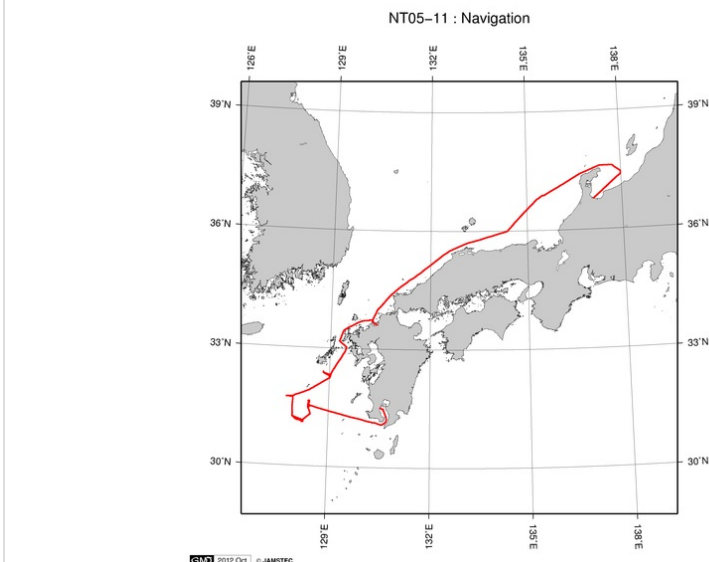 NT05-11 : Navigation
126°E 129°E 132°E 135°E 138°E
39°N 39°N
36°N 36°N
33°N 33°N
30°N 30°N
129°E 132°E 135°E 138°E
GMD 2012 Oct © JAMSTEC